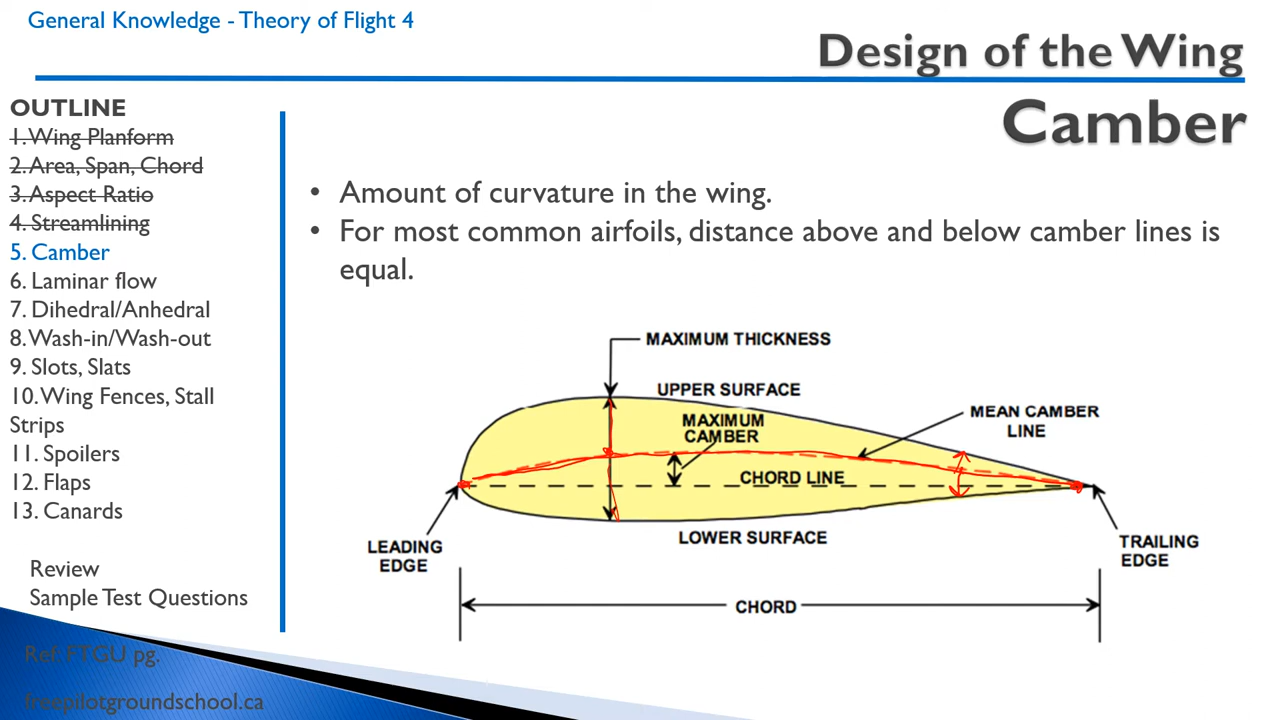 General Knowledge - Theory of Flight 4
Design of the Wing
Camber
OUTLINE
1. Wing Planform
2. Area, Span, Chord
3. Aspect Ratio
4. Streamlining
5. Camber
6. Laminar flow
7. Dihedral/Anhedral
8. Wash-in/Wash-out
9. Slots, Slats
10. Wing Fences, Stall
Strips
11. Spoilers
12. Flaps
13. Canards
Review
Sample Test Questions
Ref: FTGU pg.
freepilotgroundschool.ca
• Amount of curvature in the wing.
• For most common airfoils, distance above and below camber lines is
equal.
MAXIMUM THICKNESS
UPPER SURFACE
MAXIMUM
CAMBER
MEAN CAMBER
LINE
CHORD LINE
LEADING
EDGE
LOWER SURFACE
TRAILING
EDGE
CHORD